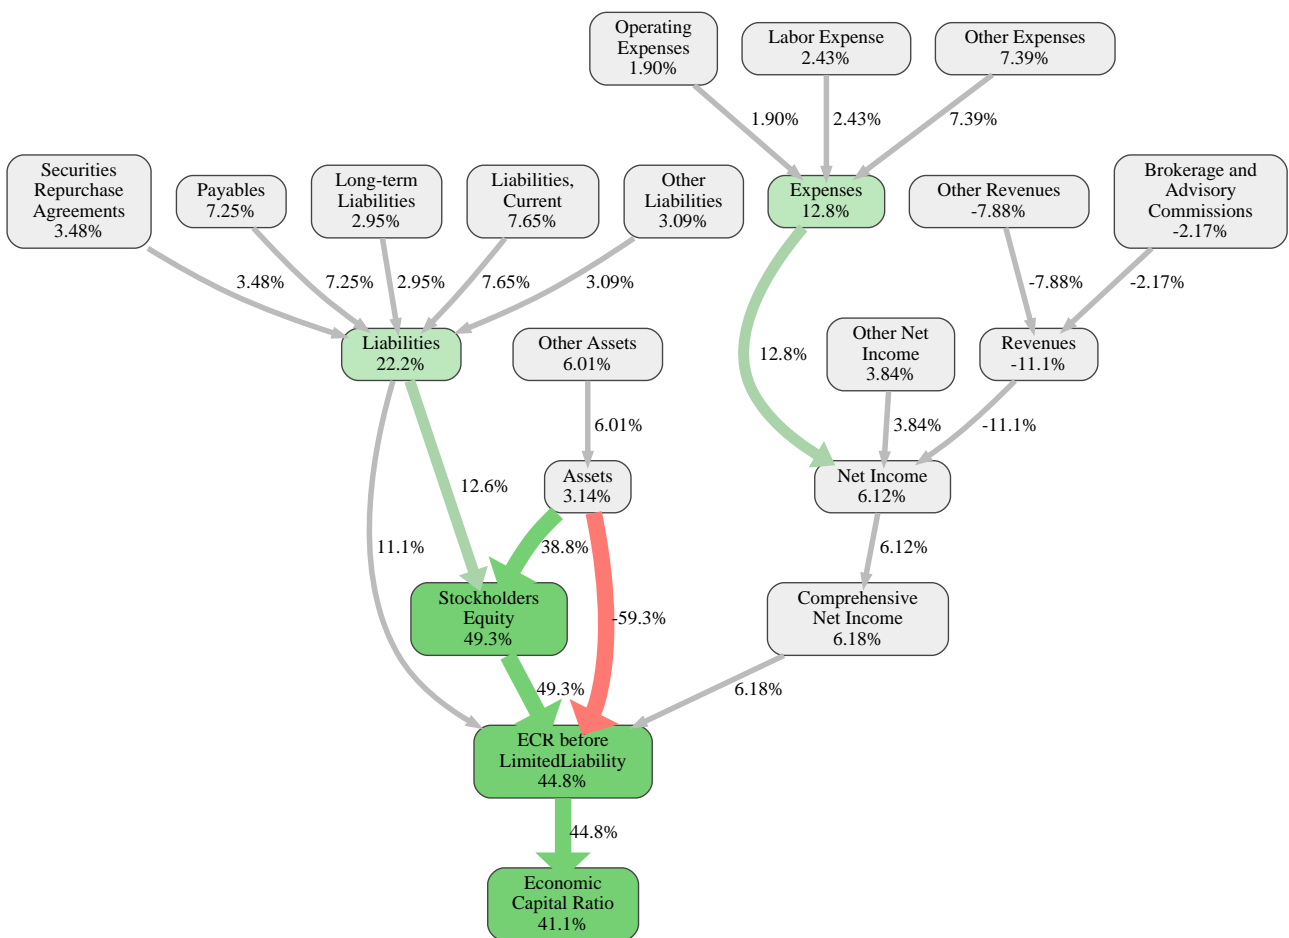 Operating
Expenses
1.90%
Labor Expense
2.43%
Other Expenses
7.39%
1.90%
2.43%
7.39%
Securities
Repurchase
Agreements
3.48%
Payables
7.25%
Long-term
Liabilities
2.95%
Liabilities,
Current
7.65%
Other
Liabilities
3.09%
Expenses
12.8%
Other Revenues
-7.88%
Brokerage and
Advisory
Commissions
-2.17%
3.48%
7.25%
2.95%
7.65%
3.09%
-7.88%
-2.17%
Liabilities
22.2%
Other Assets
6.01%
12.8%
Other Net
Income
3.84%
Revenues
-11.1%
6.01%
3.84%
-11.1%
12.6%
Assets
3.14%
Net Income
6.12%
11.1%
38.8%
6.12%
Stockholders
Equity
49.3%
-59.3%
Comprehensive
Net Income
6.18%
49.3%
6.18%
ECR before
LimitedLiability
44.8%
44.8%
Economic
Capital Ratio
41.1%